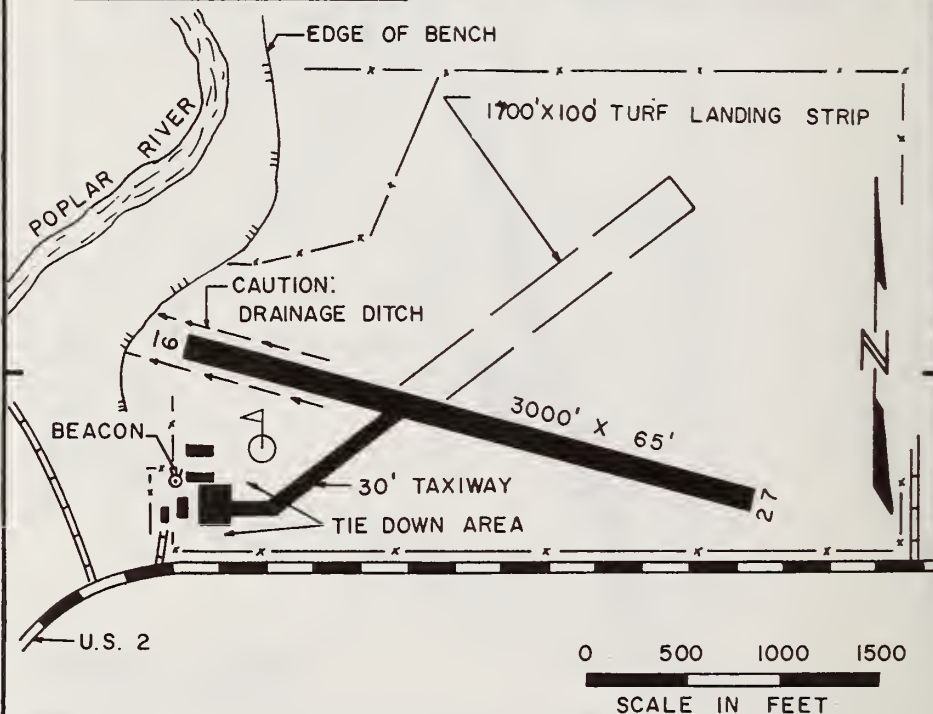 EDGE OF BENCH
1700'X100' TURF LANDING STRIP
POPLAR RIVER
CAUTION:
DRAINAGE DITCH
9
3000' X 65'
N
BEACON
30' TAXIWAY
27
TIE DOWN AREA
U.S. 2
0 500 1000 1500
SCALE IN FEET